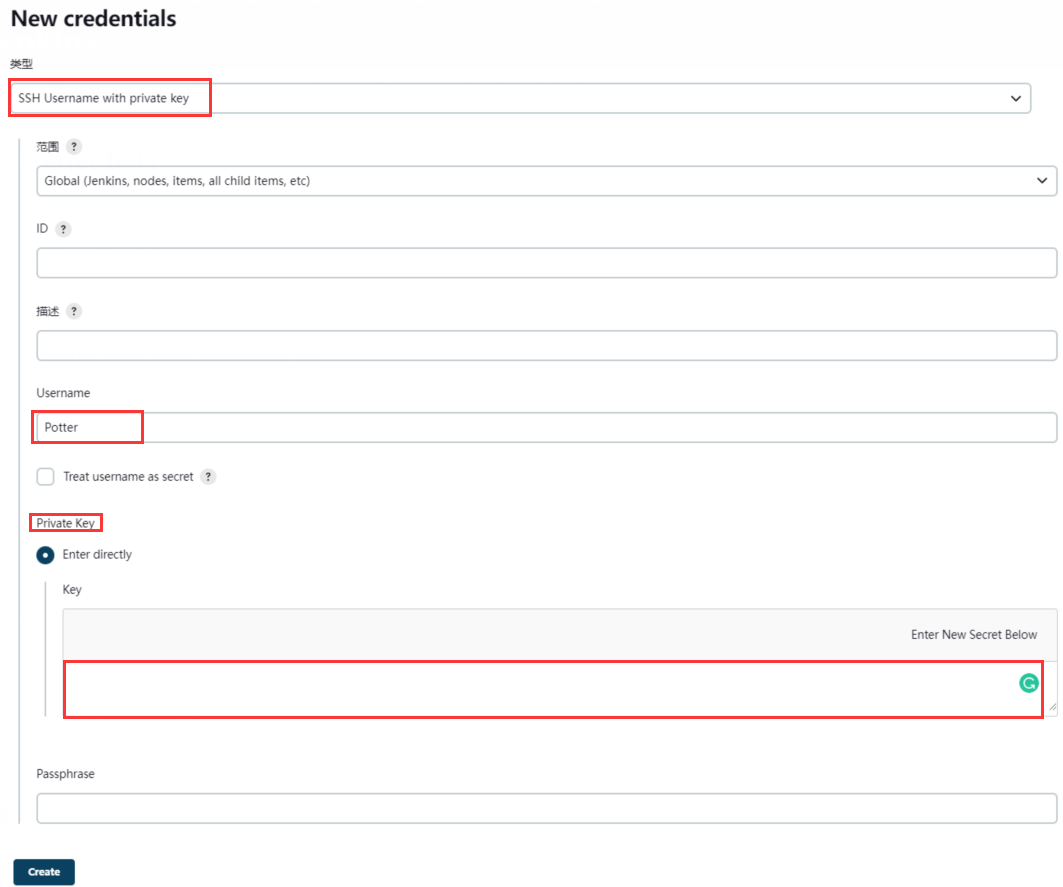 New credentials
类型
SSH Username with private key
范围 ?
Global (Jenkins, nodes, items, all child items, etc)
ID ?
描述 ?
Username
Potter
Treat username as secret ?
Private Key
Enter directly
Key
Enter New Secret Below
Passphrase
Create